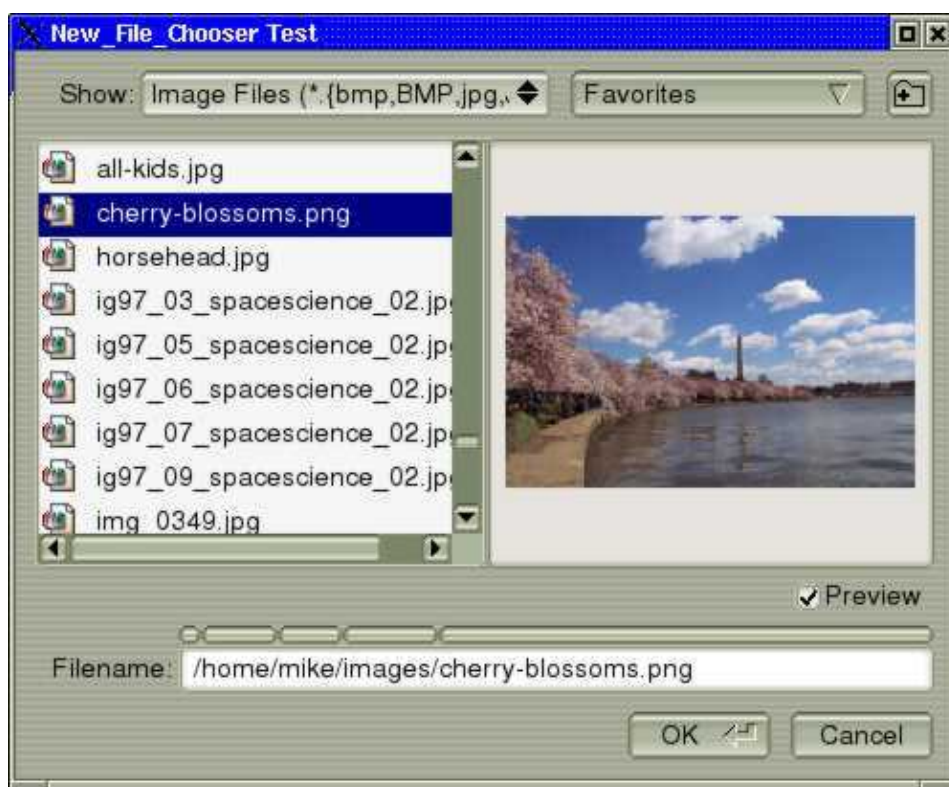 New_File_Chooser Test
Show: Image Files (*.{bmp,BMP,jpg, Favorites
all-kids.jpg
cherry-blossoms.png
horsehead.jpg
ig97_03_spacescience_02.jp
ig97_05_spacescience_02.jp
ig97_06_spacescience_02.jp
ig97_07_spacescience_02.jp
ig97_09_spacescience_02.jp
img_0349.jpg
Preview
Filename: /home/mike/images/cherry-blossoms.png
OK Cancel